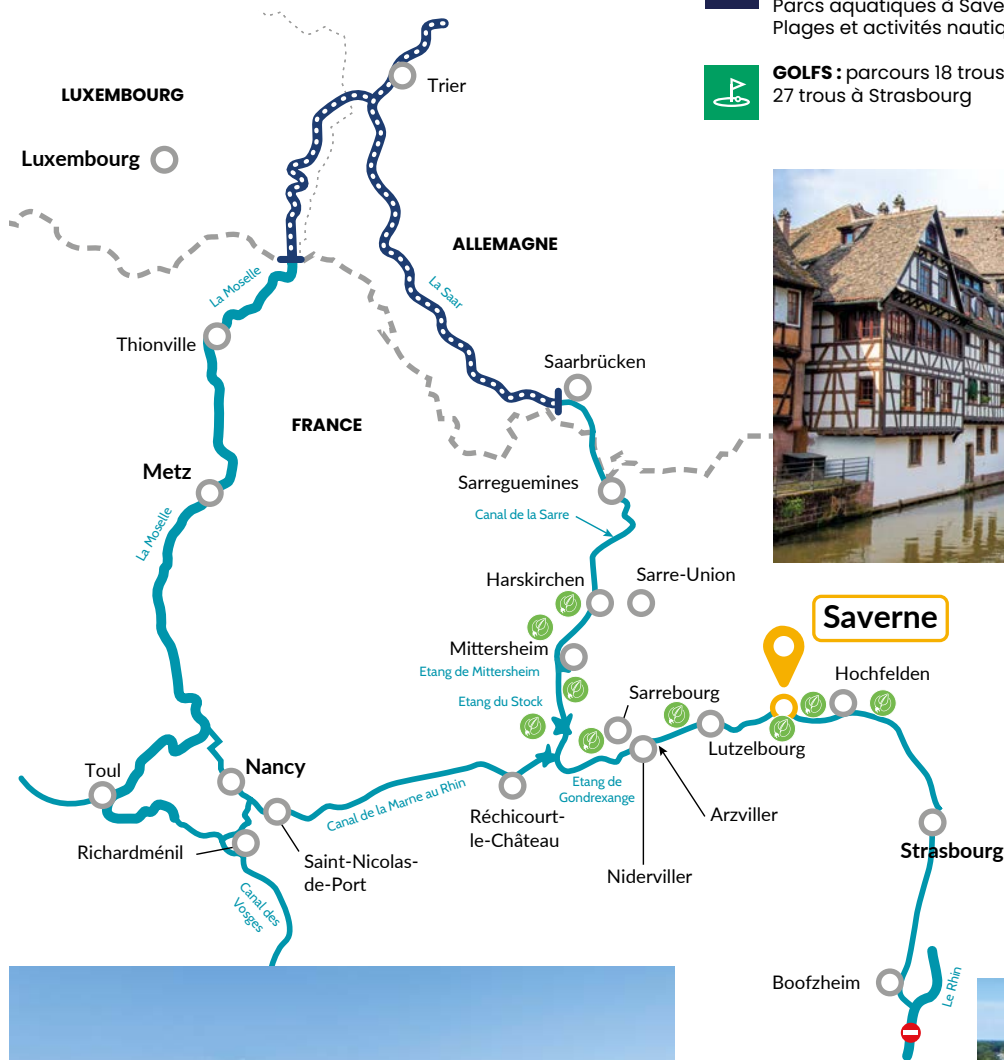 Parcs aquatiques à Save
Plages et activités nautiq
GOLFS : parcours 18 trous
27 trous à Strasbourg
Trier
LUXEMBOURG
Luxembourg
ALLEMAGNE
La Moselle
La Saar
Thionville
Saarbrücken
FRANCE
Metz
Sarreguemines
Canal de la Sarre
La Moselle
Harskirchen
Sarre-Union
Saverne
Mittersheim
Etang de Mittersheim
Hochfelden
Etang du Stock
Sarrebourg
Lutzelbourg
Toul
Nancy
Etang de
Gondrexange
Canal de la Marne au Rhin
Réchicourt-
le-Château
Arzviller
Richardménil
Saint-Nicolas-
de-Port
Strasbourg
Niderviller
Canal des
Vosges
Boofzheim
Le Rhin